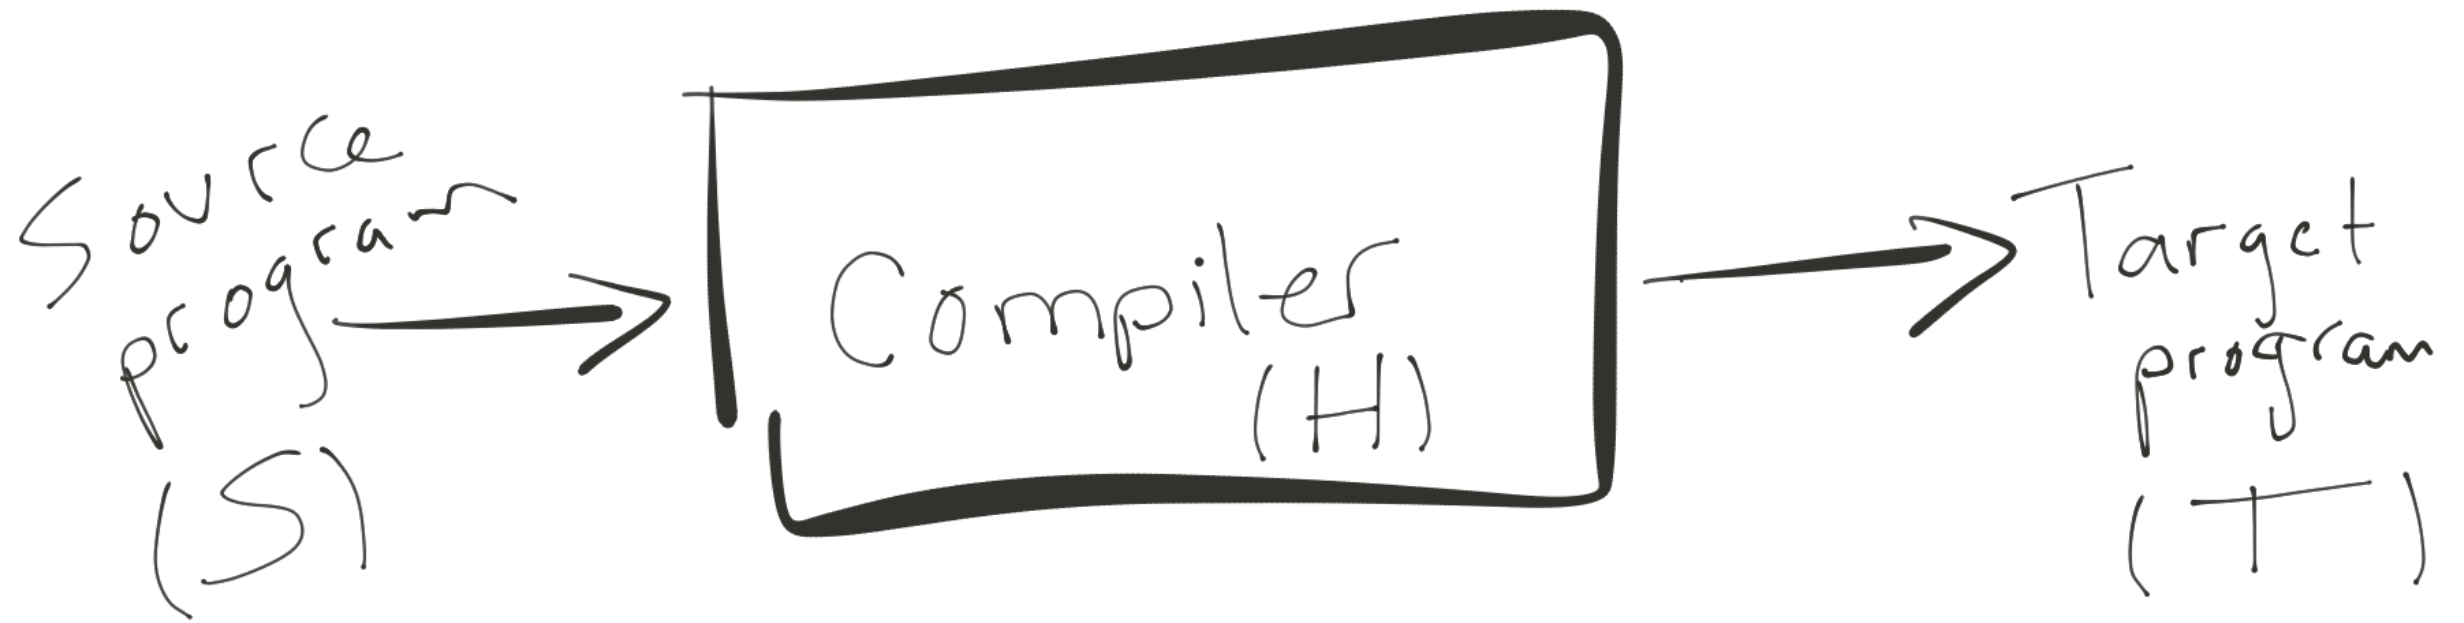 Source
program
(S)
Compiler
(H)
Target
program
(T)